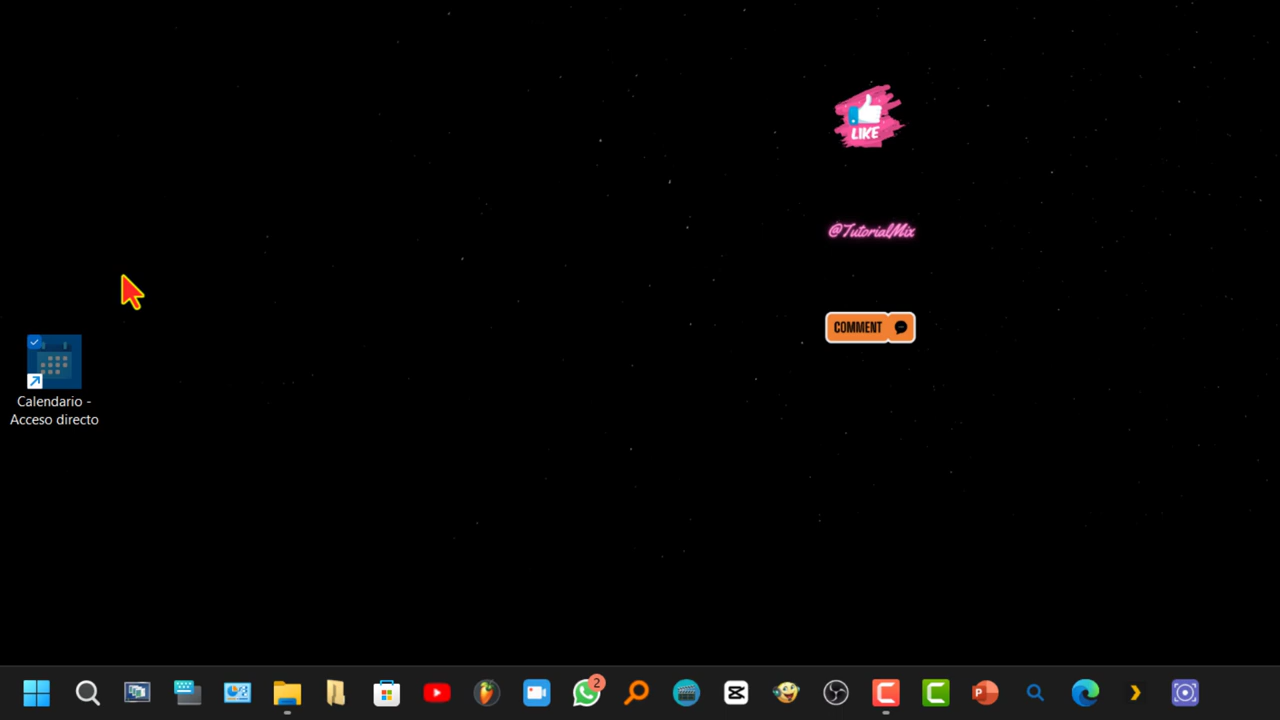 LIKE
@TutorialMix
COMMENT
Calendario -
Acceso directo
2